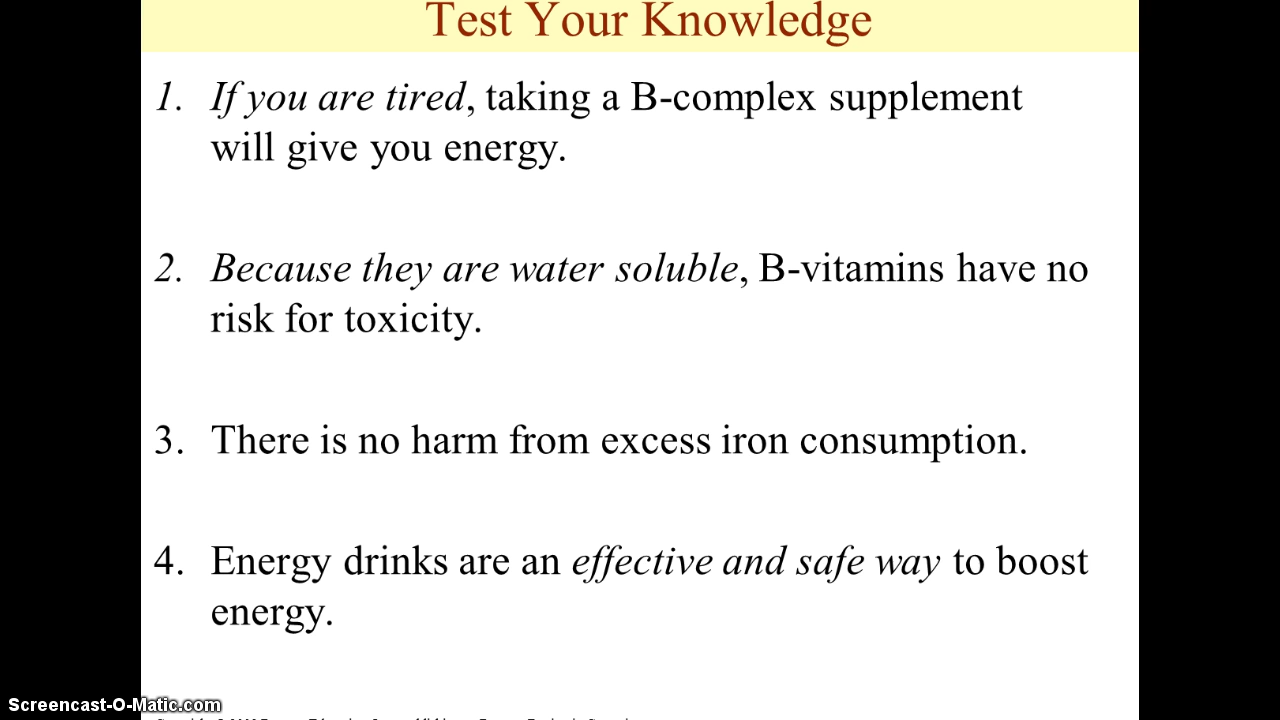 Test Your Knowledge
1. If you are tired, taking a B-complex supplement
will give you energy.
2. Because they are water soluble, B-vitamins have no
risk for toxicity.
3. There is no harm from excess iron consumption.
4. Energy drinks are an effective and safe way to boost
energy.
Screencast-O-Matic.com